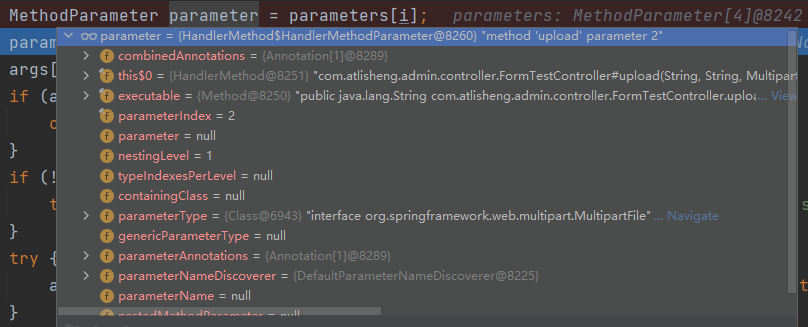 MethodParameter parameter = parameters[i]; parameters: MethodParameter[4]@8242
para
parameter = {HandlerMethod$HandlerMethodParameter@8260} "method 'upload' parameter 2"
combinedAnnotations = {Annotation[1]@8289}
args[
this$0 = {HandlerMethod@8251} "com.atlisheng.admin.controller.FormTestController#upload(String, String, Multipart
if (a
executable = {Method@8250} "public java.lang.String com.atlisheng.admin.controller.FormTestController.uploa... View
parameterIndex = 2
}
parameter = null
nestingLevel = 1
if (!
typeIndexesPerLevel = null
containingClass = null
}
parameterType = {Class@6943} "interface org.springframework.web.multipart.MultipartFile"... Navigate
genericParameterType = null
try {
parameterAnnotations = {Annotation[1]@8289}
a
parameterNameDiscoverer = {DefaultParameterNameDiscoverer@8225}
parameterName = null
}
nestedMethodParameter = null